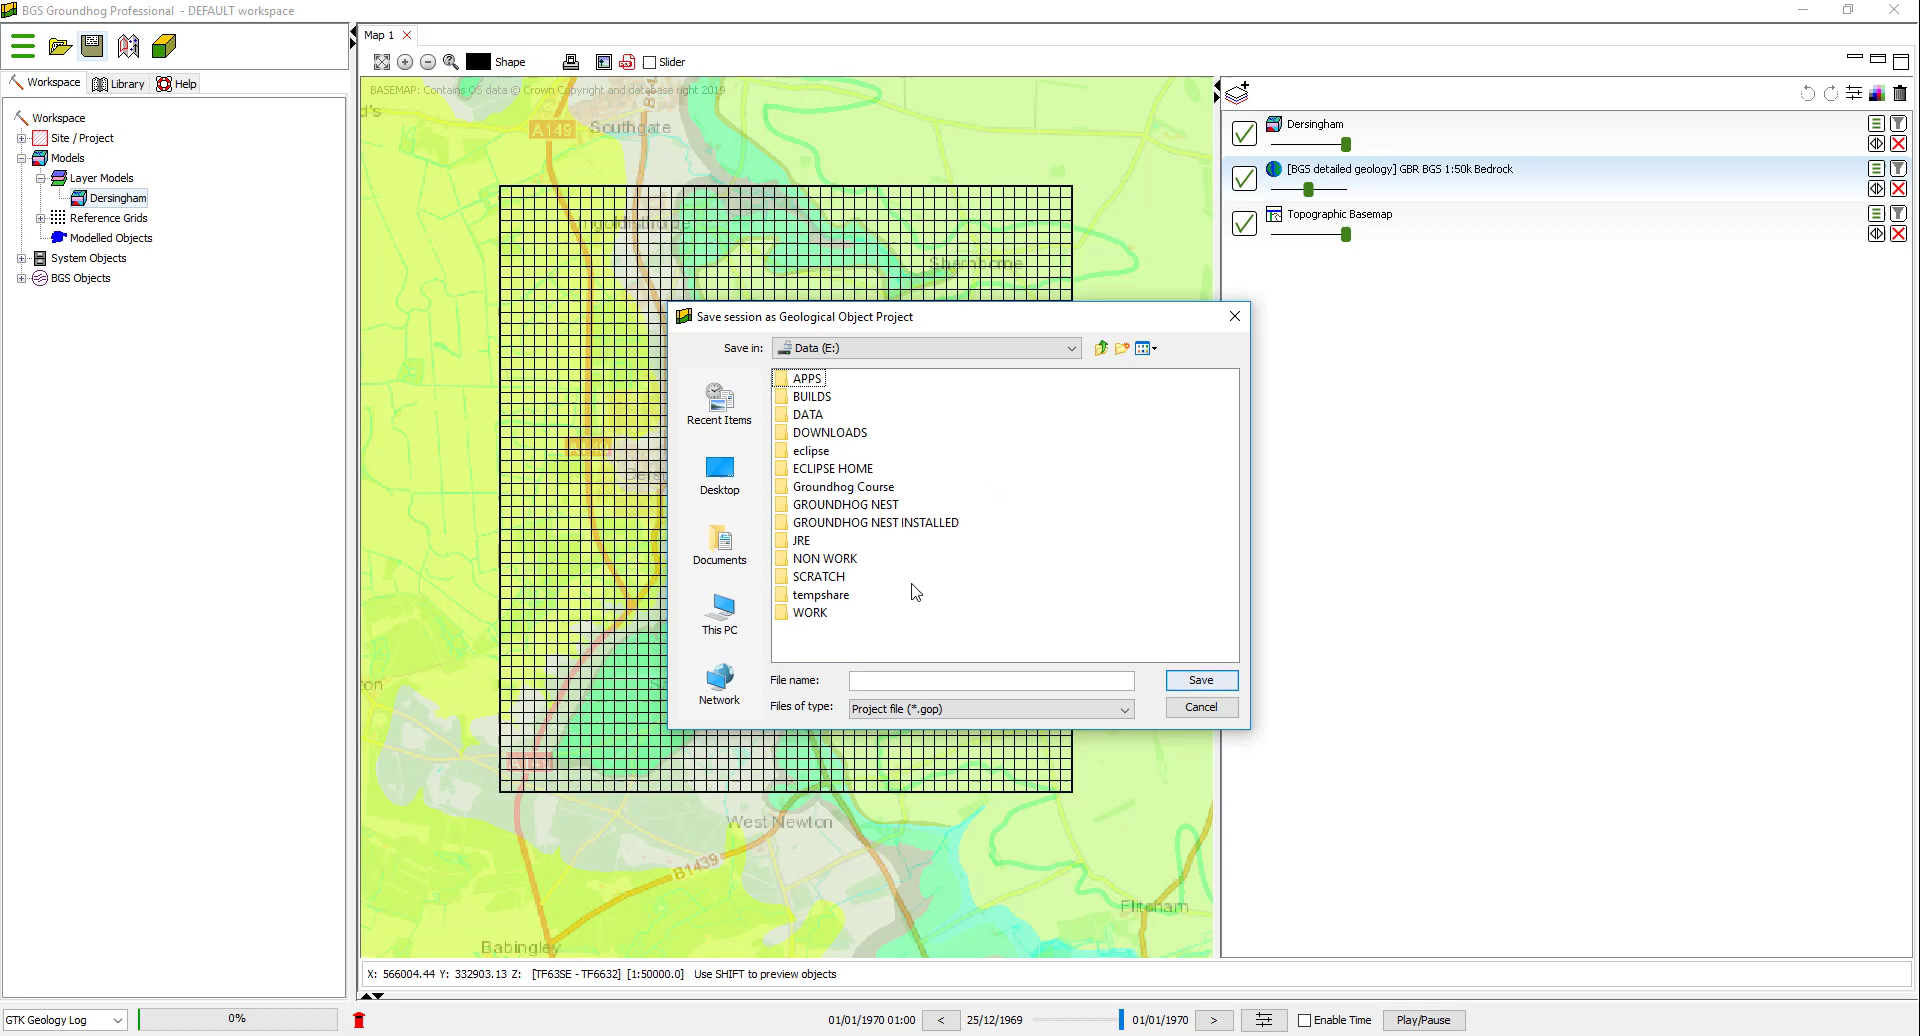 BGS Groundhog Professional - DEFAULT workspace
Map 1
Shape
Slider
Workspace
Library
Help
Workspace
Site / Project
Models
Layer Models
Dersingham
Reference Grids
Modelled Objects
System Objects
BGS Objects
BASEMAP: Contains OS data © Crown Copyright and database right 2019
A149
Southgate
Ingoldisthorpe
Shernborne
West Newton
B1439
Flitcham
Babingley
Dersingham
[BGS detailed geology] GBR BGS 1:50k Bedrock
Topographic Basemap
Save session as Geological Object Project
Save in:
Data (E:)
Recent Items
Desktop
Documents
This PC
Network
APPS
BUILDS
DATA
DOWNLOADS
eclipse
ECLIPSE HOME
Groundhog Course
GROUNDHOG NEST
GROUNDHOG NEST INSTALLED
JRE
NON WORK
SCRATCH
tempshare
WORK
File name:
Save
Files of type:
Project file (*.gop)
Cancel
X: 566004.44 Y: 332903.13 Z: [TF63SE - TF6632] [1:50000.0] Use SHIFT to preview objects
GTK Geology Log
0%
01/01/1970 01:00
<
25/12/1969
01/01/1970
>
Enable Time
Play/Pause